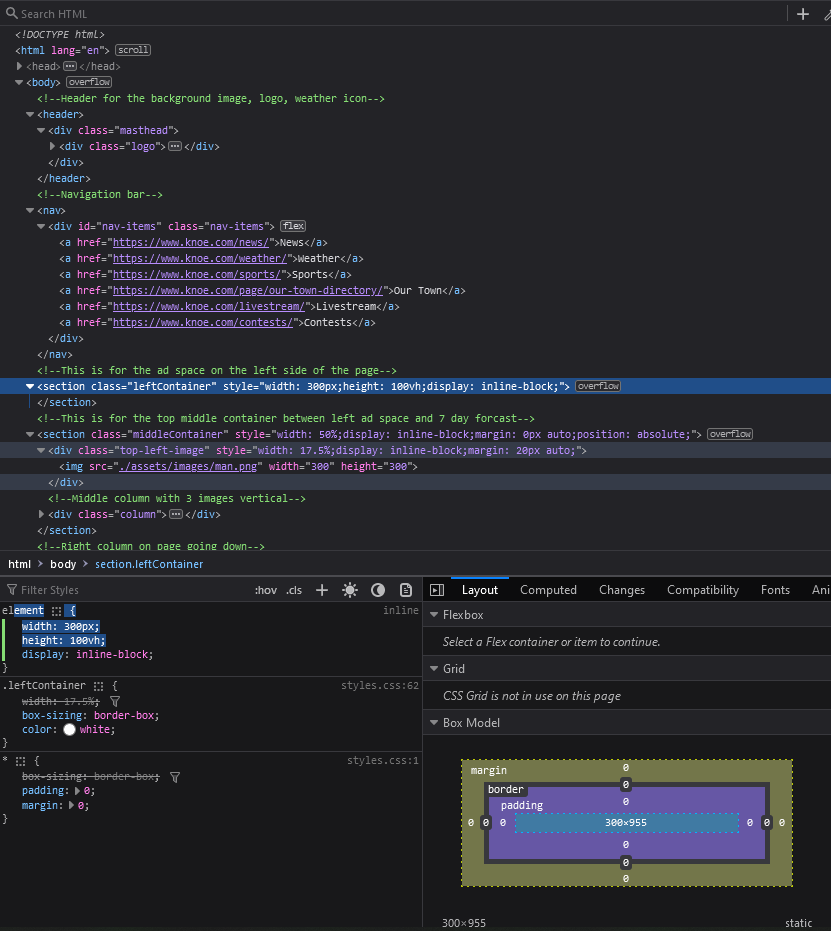 Search HTML
<!DOCTYPE html>
<html lang="en"> scroll
<head> ••• </head>
<body> overflow
<!--Header for the background image, logo, weather icon-->
<header>
<div class="masthead">
<div class="logo"> ••• </div>
</div>
</header>
<!--Navigation bar-->
<nav>
<div id="nav-items" class="nav-items"> flex
<a href="https://www.knoe.com/news/">News</a>
<a href="https://www.knoe.com/weather/">Weather</a>
<a href="https://www.knoe.com/sports/">Sports</a>
<a href="https://www.knoe.com/page/our-town-directory/">Our Town</a>
<a href="https://www.knoe.com/livestream/">Livestream</a>
<a href="https://www.knoe.com/contests/">Contests</a>
</div>
</nav>
<!--This is for the ad space on the left side of the page-->
<section class="leftContainer" style="width: 300px;height: 100vh;display: inline-block;"> overflow
</section>
<!--This is for the top middle container between left ad space and 7 day forcast-->
<section class="middleContainer" style="width: 50%;display: inline-block;margin: 0px auto;position: absolute;"> overflow
<div class="top-left-image" style="width: 17.5%;display: inline-block;margin: 20px auto;">
<img src="./assets/images/man.png" width="300" height="300">
</div>
<!--Middle column with 3 images vertical-->
<div class="column"> ••• </div>
</section>
<!--Right column on page going down-->
html > body > section.leftContainer
Filter Styles :hov .cls +
element { inline
width: 300px;
height: 100vh;
display: inline-block;
}
.leftContainer { styles.css:62
width: 17.5%;
box-sizing: border-box;
color: white;
}
* { styles.css:1
box-sizing: border-box;
padding: 0;
margin: 0;
}
Layout Computed Changes Compatibility Fonts Ani
Flexbox
Select a Flex container or item to continue.
Grid
CSS Grid is not in use on this page
Box Model
margin 0
border 0
padding 0
0 0 0 300×955 0 0 0
0
0
0
300×955 static